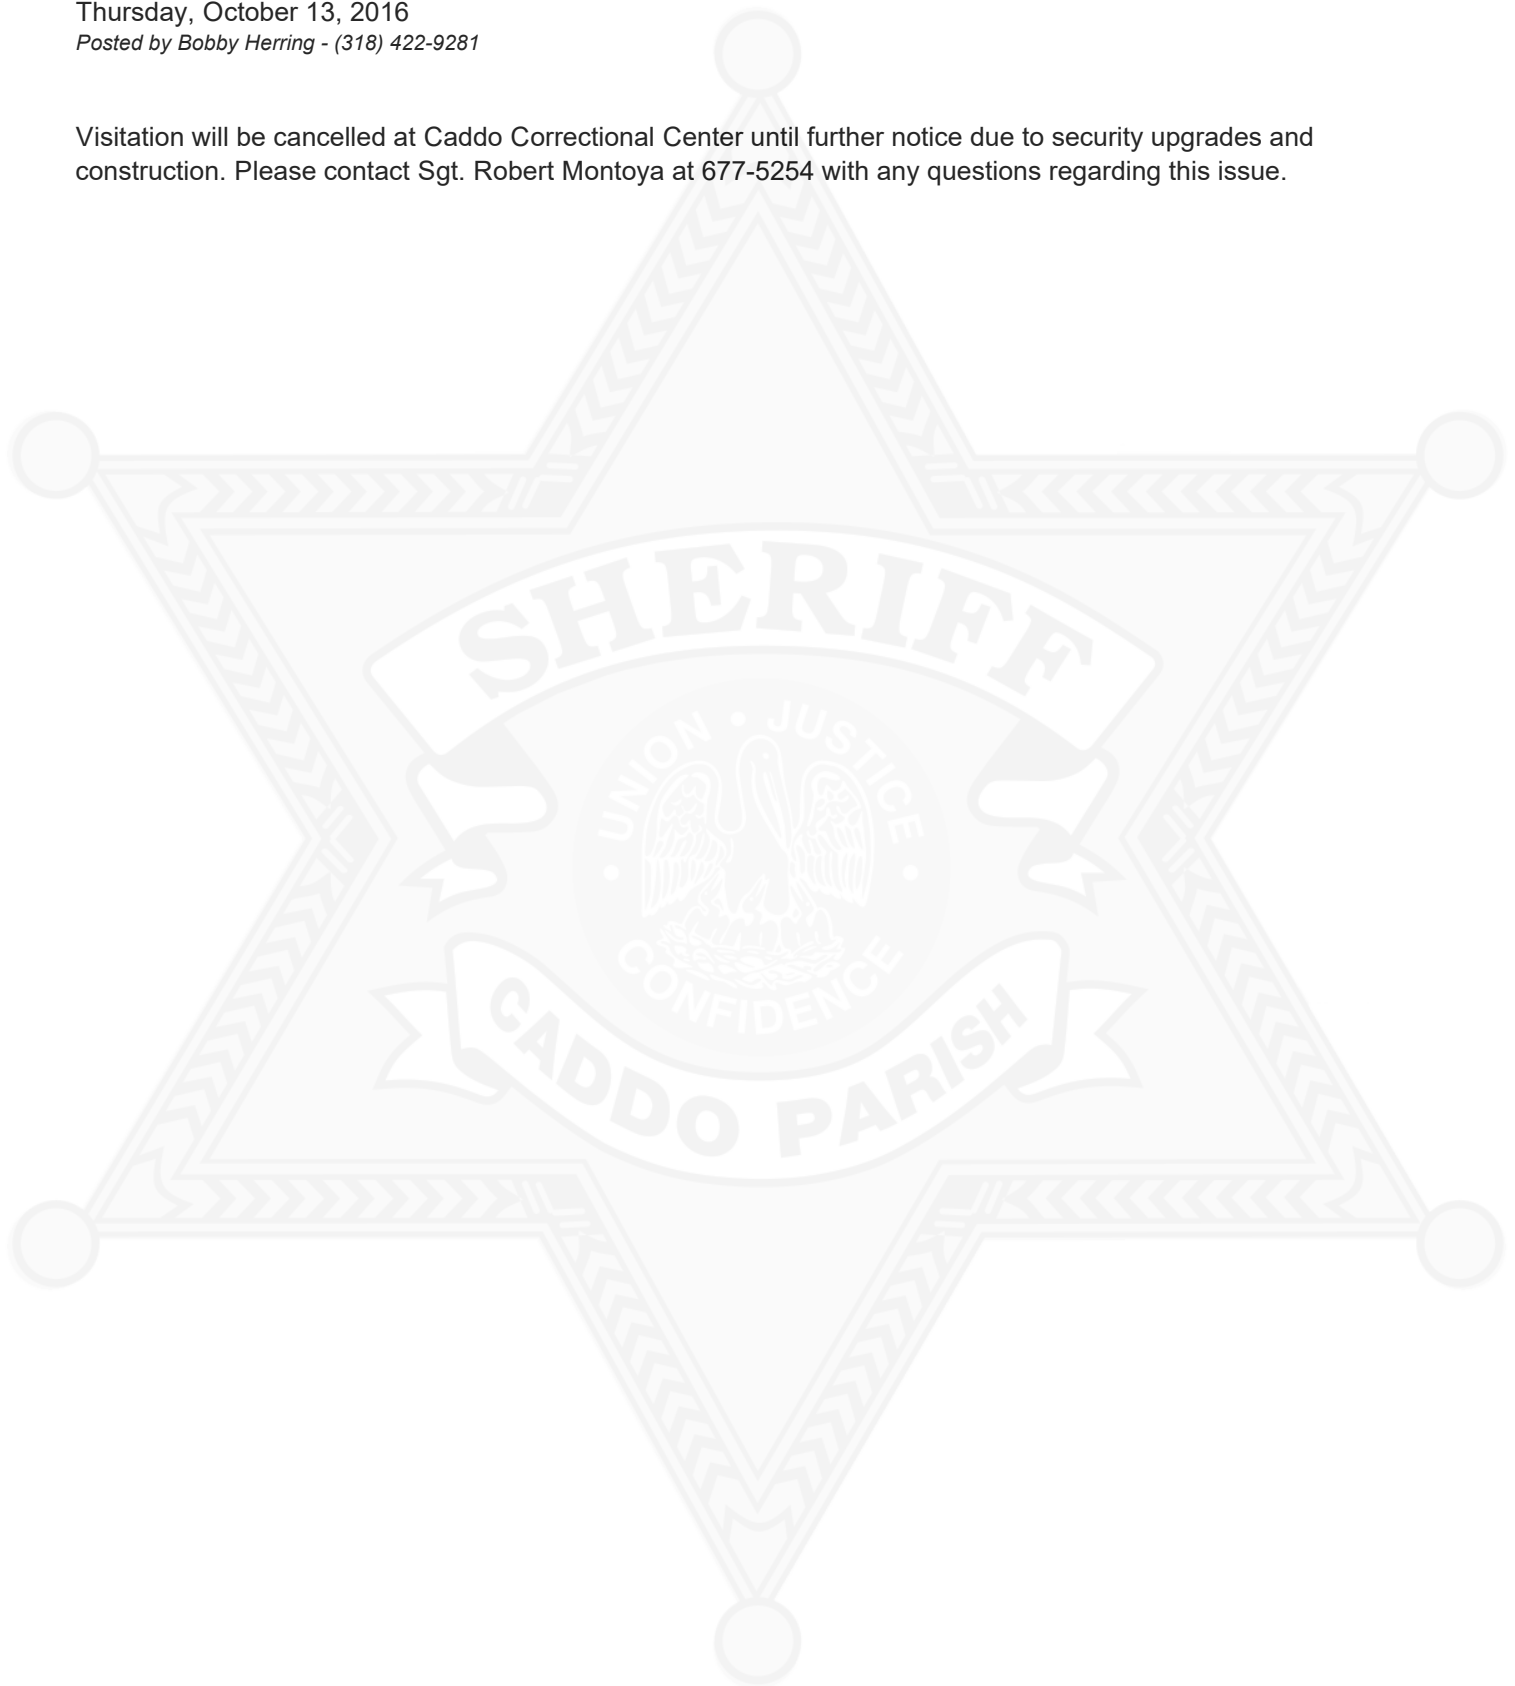 Thursday, October 13, 2016
Posted by Bobby Herring - (318) 422-9281
Visitation will be cancelled at Caddo Correctional Center until further notice due to security upgrades and
construction. Please contact Sgt. Robert Montoya at 677-5254 with any questions regarding this issue.
SHERIFF
UNION • JUSTICE
• CONFIDENCE •
CADDO PARISH